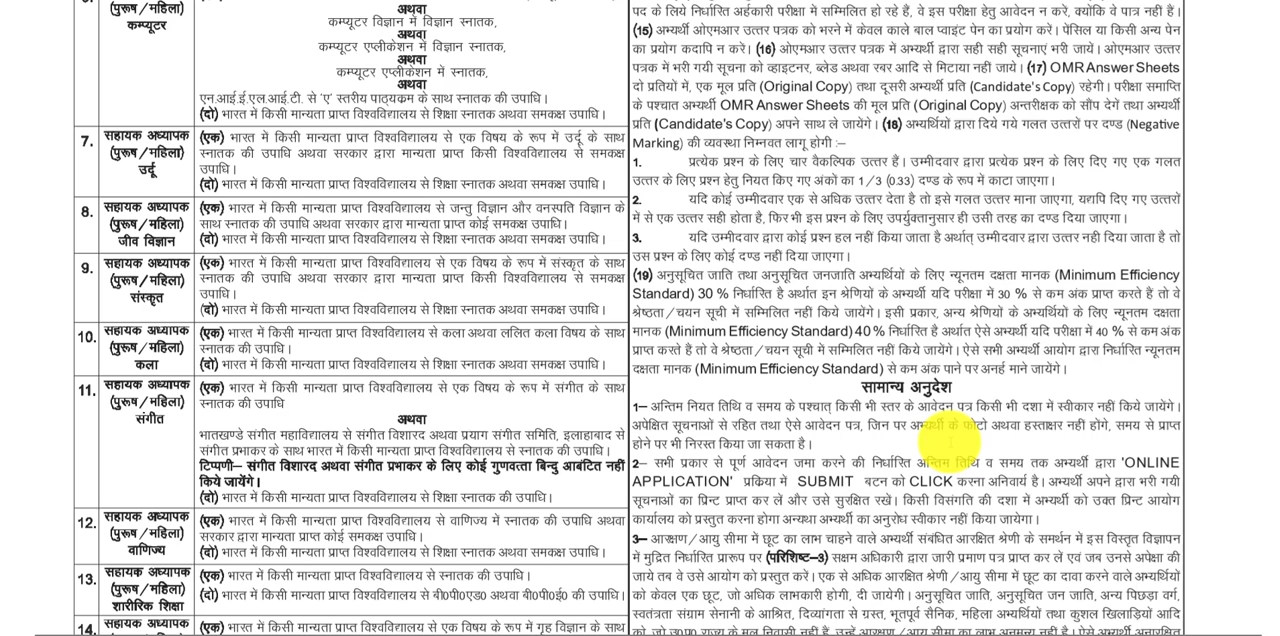 (पुरूष/महिला)
कम्प्यूटर
अथवा
कम्प्यूटर विज्ञान में विज्ञान स्नातक,
अथवा
कम्प्यूटर एप्लीकेशन में विज्ञान स्नातक,
अथवा
कम्प्यूटर एप्लीकेशन में स्नातक,
अथवा
एन.आई.ई.एल.आई.टी. से 'ए' स्तरीय पाठ्यक्रम के साथ स्नातक की उपाधि।
(दो) भारत में किसी मान्यता प्राप्त विश्वविद्यालय से शिक्षा स्नातक अथवा समकक्ष उपाधि।
7.
सहायक अध्यापक
(पुरूष/महिला)
उर्दू
(एक) भारत में किसी मान्यता प्राप्त विश्वविद्यालय से एक विषय के रूप में उर्दू के साथ
स्नातक की उपाधि अथवा सरकार द्वारा मान्यता प्राप्त किसी विश्वविद्यालय से समकक्ष
उपाधि।
(दो) भारत में किसी मान्यता प्राप्त विश्वविद्यालय से शिक्षा स्नातक अथवा समकक्ष उपाधि।
8.
सहायक अध्यापक
(पुरूष/महिला)
जीव विज्ञान
(एक) भारत में किसी मान्यता प्राप्त विश्वविद्यालय से जन्तु विज्ञान और वनस्पति विज्ञान के
साथ स्नातक की उपाधि अथवा सरकार द्वारा मान्यता प्राप्त कोई समकक्ष उपाधि।
(दो) भारत में किसी मान्यता प्राप्त विश्वविद्यालय से शिक्षा स्नातक अथवा समकक्ष उपाधि।
9.
सहायक अध्यापक
(पुरूष/महिला)
संस्कृत
(एक) भारत में किसी मान्यता प्राप्त विश्वविद्यालय से एक विषय के रूप में संस्कृत के साथ
स्नातक की उपाधि अथवा सरकार द्वारा मान्यता प्राप्त किसी विश्वविद्यालय से समकक्ष
उपाधि।
(दो) भारत में किसी मान्यता प्राप्त विश्वविद्यालय से शिक्षा स्नातक अथवा समकक्ष उपाधि।
10.
सहायक अध्यापक
(पुरूष/महिला)
कला
(एक) भारत में किसी मान्यता प्राप्त विश्वविद्यालय से कला अथवा ललित कला विषय के साथ
स्नातक की उपाधि।
(दो) भारत में किसी मान्यता प्राप्त विश्वविद्यालय से शिक्षा स्नातक अथवा समकक्ष उपाधि।
11.
सहायक अध्यापक
(पुरूष/महिला)
संगीत
(एक) भारत में किसी मान्यता प्राप्त विश्वविद्यालय से एक विषय के रूप में संगीत के साथ
स्नातक की उपाधि
अथवा
भातखण्डे संगीत महाविद्यालय से संगीत विशारद अथवा प्रयाग संगीत समिति, इलाहाबाद से
संगीत प्रभाकर के साथ भारत में किसी मान्यता प्राप्त विश्वविद्यालय से स्नातक की उपाधि।
टिप्पणी– संगीत विशारद अथवा संगीत प्रभाकर के लिए कोई गुणवत्ता बिन्दु आबंटित नहीं
किये जायेंगे।
(दो) भारत में किसी मान्यता प्राप्त विश्वविद्यालय से शिक्षा स्नातक की उपाधि।
12.
सहायक अध्यापक
(पुरूष/महिला)
वाणिज्य
(एक) भारत में किसी मान्यता प्राप्त विश्वविद्यालय से वाणिज्य में स्नातक की उपाधि अथवा
सरकार द्वारा मान्यता प्राप्त कोई समकक्ष उपाधि।
(दो) भारत में किसी मान्यता प्राप्त विश्वविद्यालय से शिक्षा स्नातक अथवा समकक्ष उपाधि।
13.
सहायक अध्यापक
(पुरूष/महिला)
शारीरिक शिक्षा
(एक) भारत में किसी मान्यता प्राप्त विश्वविद्यालय से स्नातक की उपाधि।
(दो) भारत में किसी मान्यता प्राप्त विश्वविद्यालय से बी०पी०एड० अथवा बी०पी०ई० की उपाधि।
14.
सहायक अध्यापक
(एक) भारत में किसी मान्यता प्राप्त विश्वविद्यालय से एक विषय के रूप में गृह विज्ञान के साथ
पद के लिये निर्धारित अर्हकारी परीक्षा में सम्मिलित हो रहे हैं, वे इस परीक्षा हेतु आवेदन न करें, क्योंकि वे पात्र नहीं हैं।
(15) अभ्यर्थी ओएमआर उत्तर पत्रक को भरने में केवल काले बाल प्वाइंट पेन का प्रयोग करें। पेंसिल या किसी अन्य पेन
का प्रयोग कदापि न करें। (16) ओएमआर उत्तर पत्रक में अभ्यर्थी द्वारा सही सही सूचनाएं भरी जायें। ओएमआर उत्तर
पत्रक में भरी गयी सूचना को व्हाइटनर, ब्लेड अथवा रबर आदि से मिटाया नहीं जाये। (17) OMR Answer Sheets
दो प्रतियों में, एक मूल प्रति (Original Copy) तथा दूसरी अभ्यर्थी प्रति (Candidate's Copy) रहेगी। परीक्षा समाप्ति
के पश्चात अभ्यर्थी OMR Answer Sheets की मूल प्रति (Original Copy) अन्तरीक्षक को सौंप देगें तथा अभ्यर्थी
प्रति (Candidate's Copy) अपने साथ ले जायेंगे। (18) अभ्यर्थियों द्वारा दिये गये गलत उत्तरों पर दण्ड (Negative
Marking) की व्यवस्था निम्नवत लागू होगी :–
1. प्रत्येक प्रश्न के लिए चार वैकल्पिक उत्तर हैं। उम्मीदवार द्वारा प्रत्येक प्रश्न के लिए दिए गए एक गलत
उत्तर के लिए प्रश्न हेतु नियत किए गए अंकों का 1/3 (0.33) दण्ड के रूप में काटा जाएगा।
2. यदि कोई उम्मीदवार एक से अधिक उत्तर देता है तो इसे गलत उत्तर माना जाएगा, यद्यपि दिए गए उत्तरों
में से एक उत्तर सही होता है, फिर भी इस प्रश्न के लिए उपर्युक्तानुसार ही उसी तरह का दण्ड दिया जाएगा।
3. यदि उम्मीदवार द्वारा कोई प्रश्न हल नहीं किया जाता है अर्थात् उम्मीदवार द्वारा उत्तर नही दिया जाता है तो
उस प्रश्न के लिए कोई दण्ड नहीं दिया जाएगा।
(19) अनुसूचित जाति तथा अनुसूचित जनजाति अभ्यर्थियों के लिए न्यूनतम दक्षता मानक (Minimum Efficiency
Standard) 30 % निर्धारित है अर्थात इन श्रेणियों के अभ्यर्थी यदि परीक्षा में 30 % से कम अंक प्राप्त करते हैं तो वे
श्रेष्ठता/चयन सूची में सम्मिलित नहीं किये जायेंगे। इसी प्रकार, अन्य श्रेणियों के अभ्यर्थियों के लिए न्यूनतम दक्षता
मानक (Minimum Efficiency Standard) 40 % निर्धारित है अर्थात ऐसे अभ्यर्थी यदि परीक्षा में 40 % से कम अंक
प्राप्त करते हैं तो वे श्रेष्ठता/चयन सूची में सम्मिलित नहीं किये जायेंगे। ऐसे सभी अभ्यर्थी आयोग द्वारा निर्धारित न्यूनतम
दक्षता मानक (Minimum Efficiency Standard) से कम अंक पाने पर अनर्ह माने जायेंगे।
सामान्य अनुदेश
1– अन्तिम नियत तिथि व समय के पश्चात् किसी भी स्तर के आवेदन पत्र किसी भी दशा में स्वीकार नहीं किये जायेंगे।
अपेक्षित सूचनाओं से रहित तथा ऐसे आवेदन पत्र, जिन पर अभ्यर्थी के फोटो अथवा हस्ताक्षर नहीं होगे, समय से प्राप्त
होने पर भी निरस्त किया जा सकता है।
2– सभी प्रकार से पूर्ण आवेदन जमा करने की निर्धारित अन्तिम तिथि व समय तक अभ्यर्थी द्वारा 'ONLINE
APPLICATION' प्रक्रिया में SUBMIT बटन को CLICK करना अनिवार्य है। अभ्यर्थी अपने द्वारा भरी गयी
सूचनाओं का प्रिन्ट प्राप्त कर लें और उसे सुरक्षित रखें। किसी विसंगति की दशा में अभ्यर्थी को उक्त प्रिन्ट आयोग
कार्यालय को प्रस्तुत करना होगा अन्यथा अभ्यर्थी का अनुरोध स्वीकार नहीं किया जायेगा।
3– आरक्षण/आयु सीमा में छूट का लाभ चाहने वाले अभ्यर्थी संबंधित आरक्षित श्रेणी के समर्थन में इस विस्तृत विज्ञापन
में मुद्रित निर्धारित प्रारूप पर (परिशिष्ट–3) सक्षम अधिकारी द्वारा जारी प्रमाण पत्र प्राप्त कर लें एवं जब उनसे अपेक्षा की
जाये तब वे उसे आयोग को प्रस्तुत करें। एक से अधिक आरक्षित श्रेणी/आयु सीमा में छूट का दावा करने वाले अभ्यर्थियों
को केवल एक छूट, जो अधिक लाभकारी होगी, दी जायेगी। अनुसूचित जाति, अनुसूचित जन जाति, अन्य पिछड़ा वर्ग,
स्वतंत्रता संग्राम सेनानी के आश्रित, दिव्यांगता से ग्रस्त, भूतपूर्व सैनिक, महिला अभ्यर्थियों तथा कुशल खिलाड़ियों आदि
को, जो उ०प्र० राज्य के मूल निवासी नहीं हैं, उन्हें आरक्षण/आयु सीमा का लाभ अनुमन्य नहीं है। ऐसे अभ्यर्थी अनारक्षित